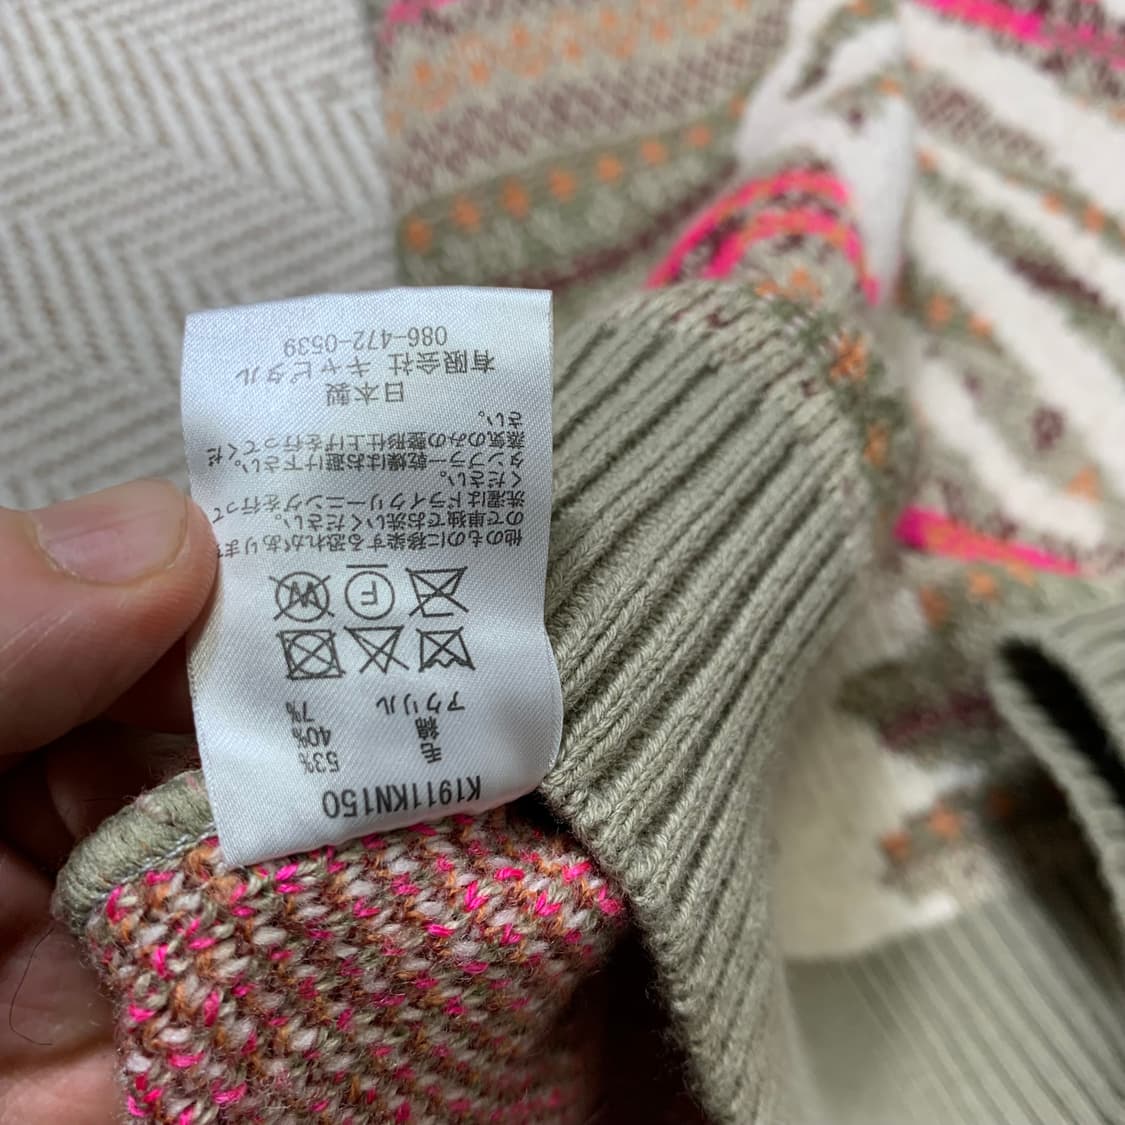 K1911KN150
毛 53%
綿 40%
アクリル 7%
W
F
他のものに移染する恐れがあります
ので単独でお洗いください。
洗濯はドライクリーニングを行って
ください。
タンブラー乾燥はお避け下さい。
蒸気のみの整形仕上げを行ってくだ
さい。
日本製
有限会社 キャピタル
086-472-0539